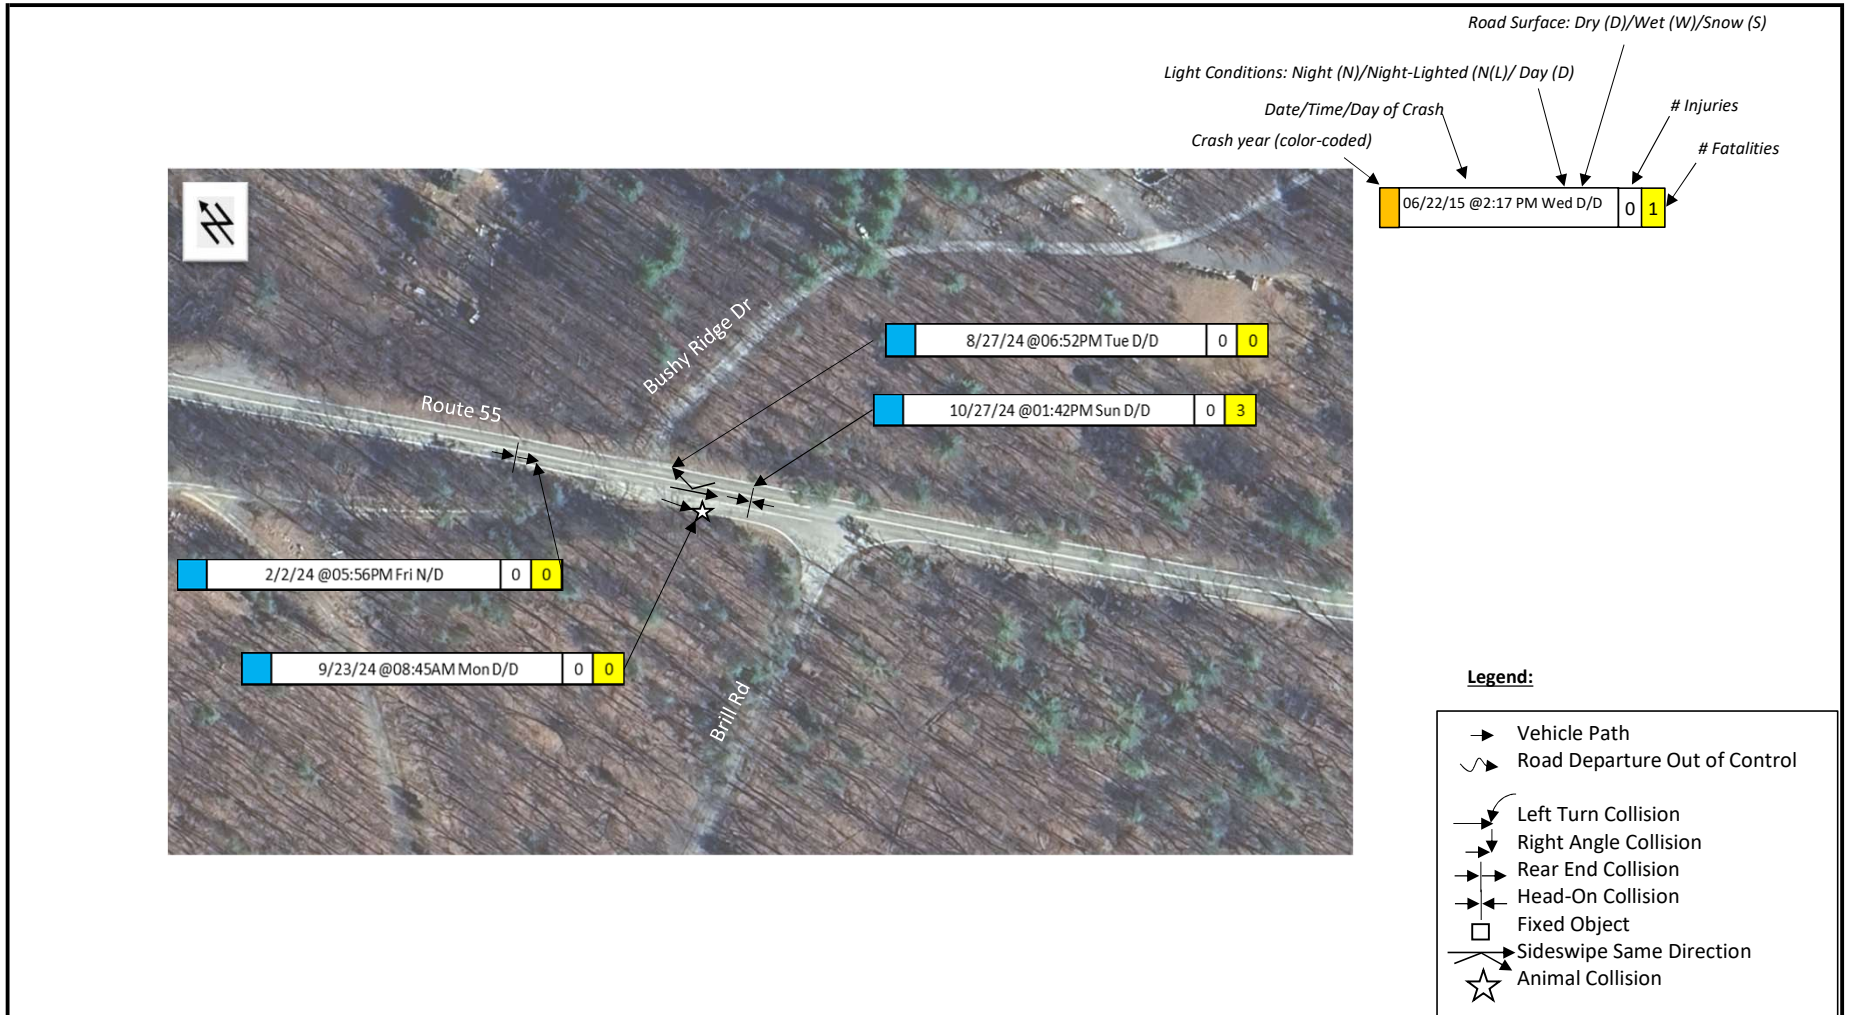 Road Surface: Dry (D)/Wet (W)/Snow (S)
Light Conditions: Night (N)/Night-Lighted (N(L)/ Day (D)
Date/Time/Day of Crash
# Injuries
Crash year (color-coded)
# Fatalities
06/22/15 @2:17 PM Wed D/D 0 1
Bushy Ridge Dr
8/27/24 @06:52PM Tue D/D 0 0
Route 55
10/27/24 @01:42PM Sun D/D 0 3
2/2/24 @05:56PM Fri N/D 0 0
9/23/24 @08:45AM Mon D/D 0 0
Brill Rd
Legend:
Vehicle Path
Road Departure Out of Control
Left Turn Collision
Right Angle Collision
Rear End Collision
Head-On Collision
Fixed Object
Sideswipe Same Direction
Animal Collision